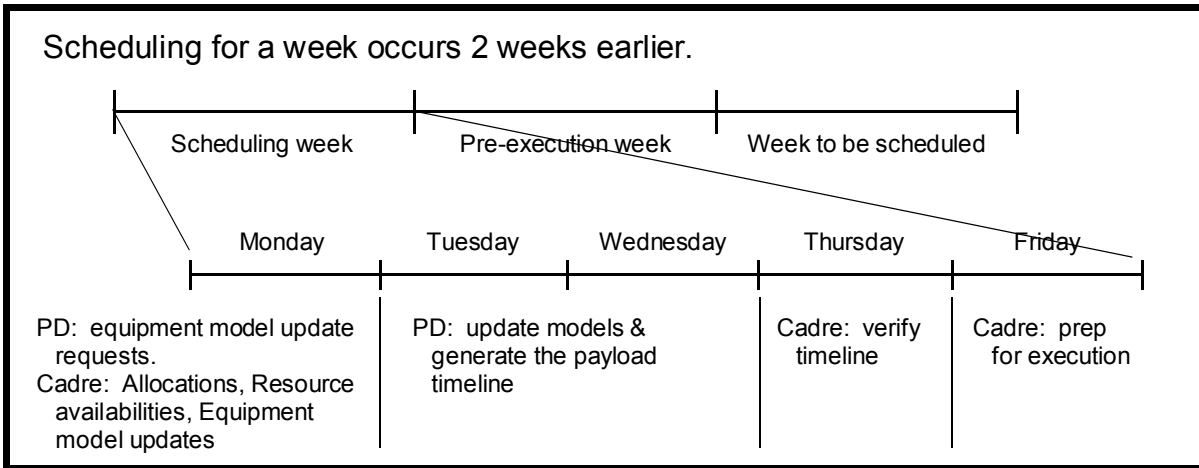 Scheduling for a week occurs 2 weeks earlier.
Scheduling week
Pre-execution week
Week to be scheduled
Monday
Tuesday
Wednesday
Thursday
Friday
PD: equipment model update
requests.
Cadre: Allocations, Resource
availabilities, Equipment
model updates
PD: update models &
generate the payload
timeline
Cadre: verify
timeline
Cadre: prep
for execution